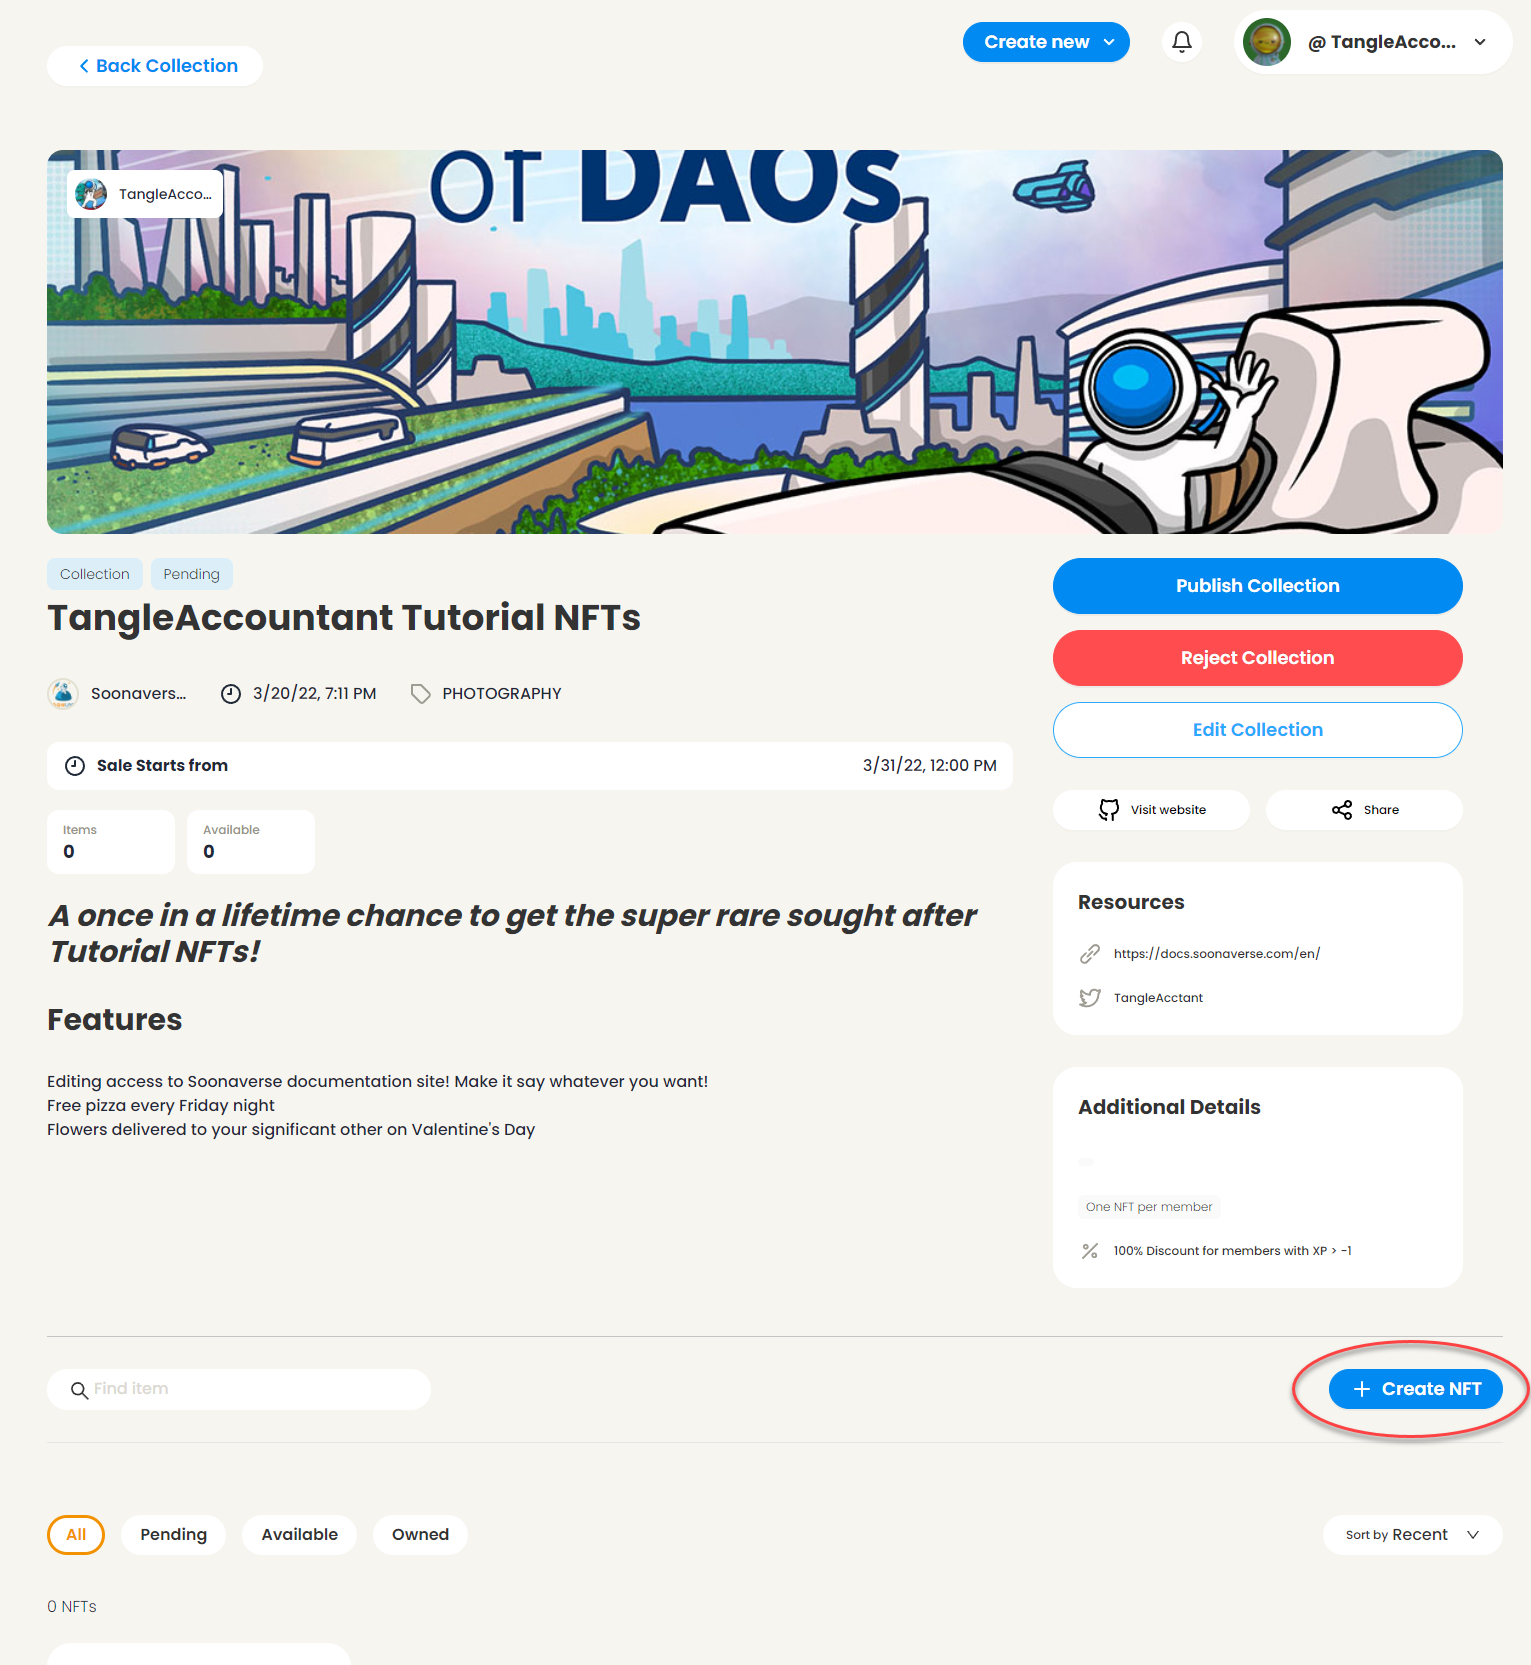 Back Collection
Create new
@ TangleAcco...
of DAOs
TangleAcco...
Collection
Pending
TangleAccountant Tutorial NFTs
Soonavers...
3/20/22, 7:11 PM
PHOTOGRAPHY
Sale Starts from
3/31/22, 12:00 PM
Items
0
Available
0
A once in a lifetime chance to get the super rare sought after
Tutorial NFTs!
Features
Editing access to Soonaverse documentation site! Make it say whatever you want!
Free pizza every Friday night
Flowers delivered to your significant other on Valentine's Day
Publish Collection
Reject Collection
Edit Collection
Visit website
Share
Resources
https://docs.soonaverse.com/en/
TangleAcctant
Additional Details
One NFT per member
100% Discount for members with XP > -1
Find item
+ Create NFT
All
Pending
Available
Owned
Sort by Recent
0 NFTs